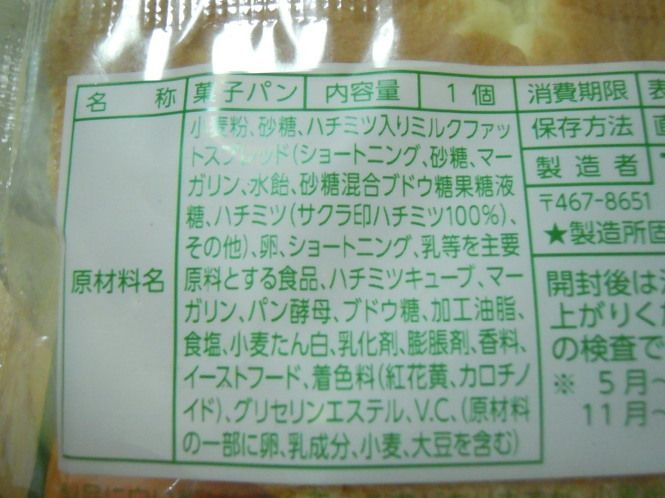 名 称 菓子パン 内容量 1個 消費期限
保存方法
製造者
〒467-8651
★製造所固
原材料名
小麦粉、砂糖、ハチミツ入りミルクファッ
トスプレッド(ショートニング、砂糖、マー
ガリン、水飴、砂糖混合ブドウ糖果糖液
糖、ハチミツ(サクラ印ハチミツ100%)、
その他)、卵、ショートニング、乳等を主要
原料とする食品、ハチミツキューブ、マー
ガリン、パン酵母、ブドウ糖、加工油脂、
食塩、小麦たん白、乳化剤、膨脹剤、香料、
イーストフード、着色料(紅花黄、カロチノ
イド)、グリセリンエステル、V.C.、(原材料
の一部に卵、乳成分、小麦、大豆を含む)
開封後は
上がりく
の検査で
※ 5月~
11月~